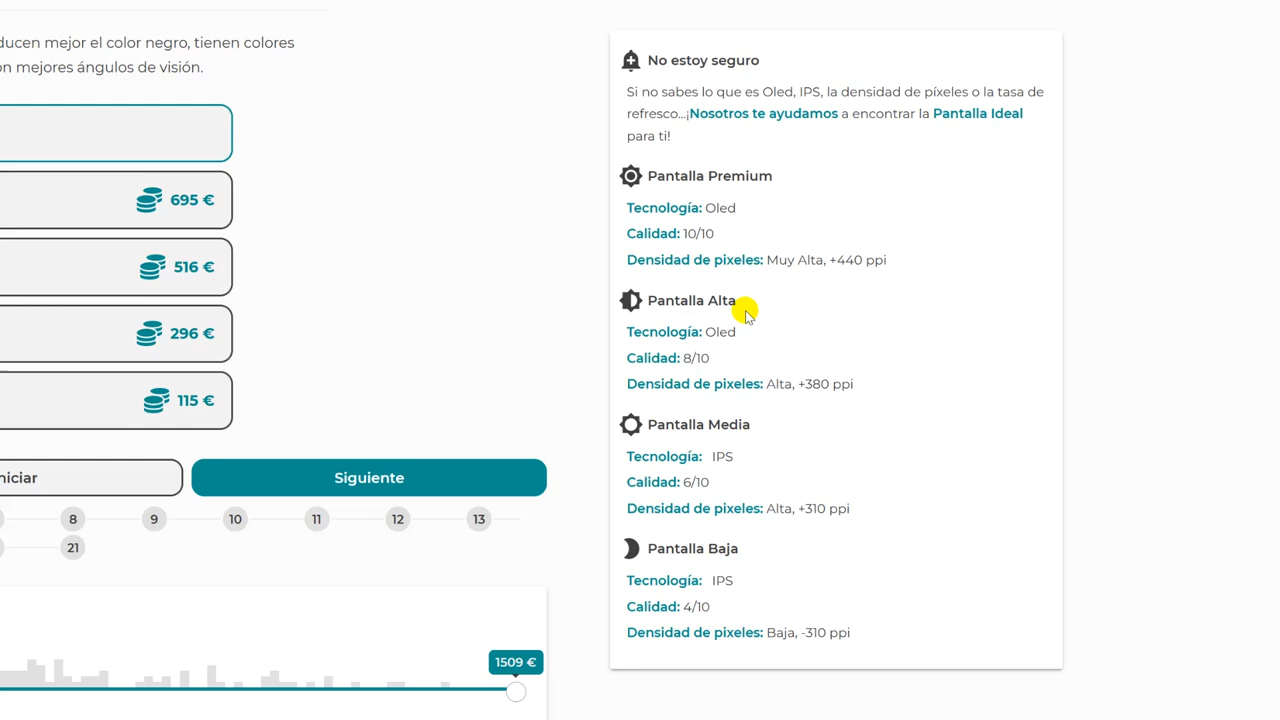 ducen mejor el color negro, tienen colores
on mejores ángulos de visión.
695 €
516 €
296 €
115 €
niciar
Siguiente
8
9
10
11
12
13
21
1509 €
No estoy seguro
Si no sabes lo que es Oled, IPS, la densidad de píxeles o la tasa de
refresco...¡Nosotros te ayudamos a encontrar la Pantalla Ideal
para ti!
Pantalla Premium
Tecnología: Oled
Calidad: 10/10
Densidad de pixeles: Muy Alta, +440 ppi
Pantalla Alta
Tecnología: Oled
Calidad: 8/10
Densidad de pixeles: Alta, +380 ppi
Pantalla Media
Tecnología: IPS
Calidad: 6/10
Densidad de pixeles: Alta, +310 ppi
Pantalla Baja
Tecnología: IPS
Calidad: 4/10
Densidad de pixeles: Baja, -310 ppi